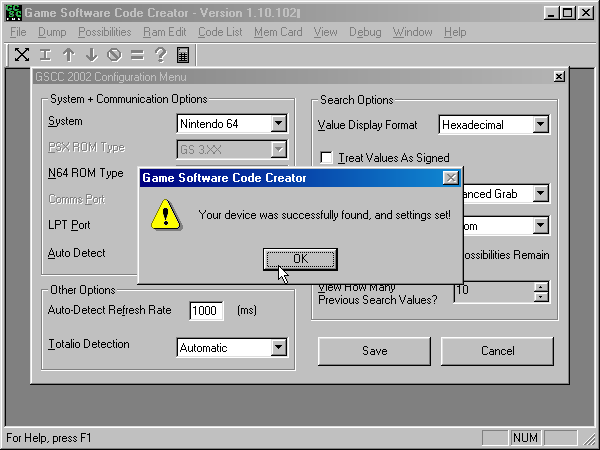 Game Software Code Creator - Version 1.10.102
File Dump Possibilities Ram Edit Code List Mem Card View Debug Window Help
GSCC 2002 Configuration Menu
System + Communication Options
System
Nintendo 64
PSX ROM Type
GS 3.XX
N64 ROM Type
Comms Port
LPT Port
Auto Detect
Other Options
Auto-Detect Refresh Rate 1000 (ms)
Totalio Detection
Automatic
Search Options
Value Display Format
Hexadecimal
Treat Values As Signed
anced Grab
om
ossibilities Remain
View How Many
Previous Search Values?
10
Save
Cancel
Game Software Code Creator
Your device was successfully found, and settings set!
OK
For Help, press F1
NUM